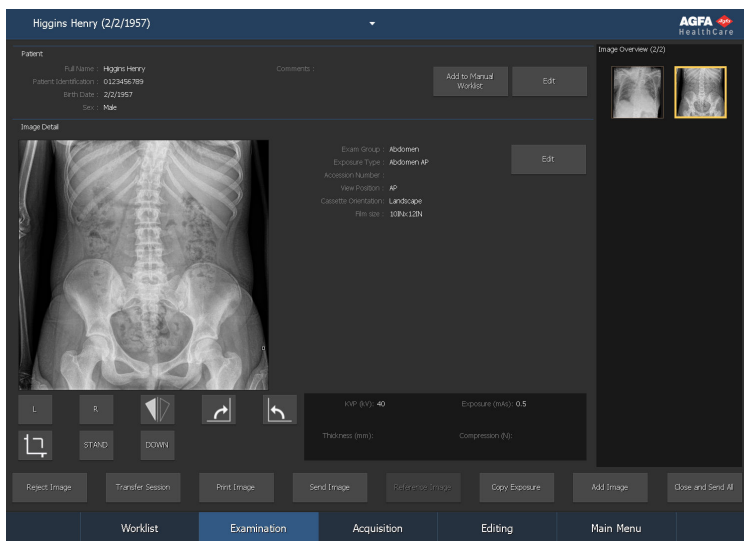 Higgins Henry (2/2/1957)
AGFA
HealthCare
Patient
Full Name : Higgins Henry
Comments :
Patient Identification : 0123456789
Birth Date : 2/2/1957
Sex : Male
Add to Manual
Worklist
Edit
Image Overview (2/2)
Image Detail
Exam Group : Abdomen
Exposure Type : Abdomen AP
Accession Number :
View Position : AP
Cassette Orientation: Landscape
Film size : 10INx12IN
Edit
L
R
STAND
DOWN
KVP (kV): 40
Exposure (mAs): 0.5
Thickness (mm):
Compression (N):
Reject Image
Transfer Session
Print Image
Send Image
Reference Image
Copy Exposure
Add Image
Close and Send All
Worklist
Examination
Acquisition
Editing
Main Menu